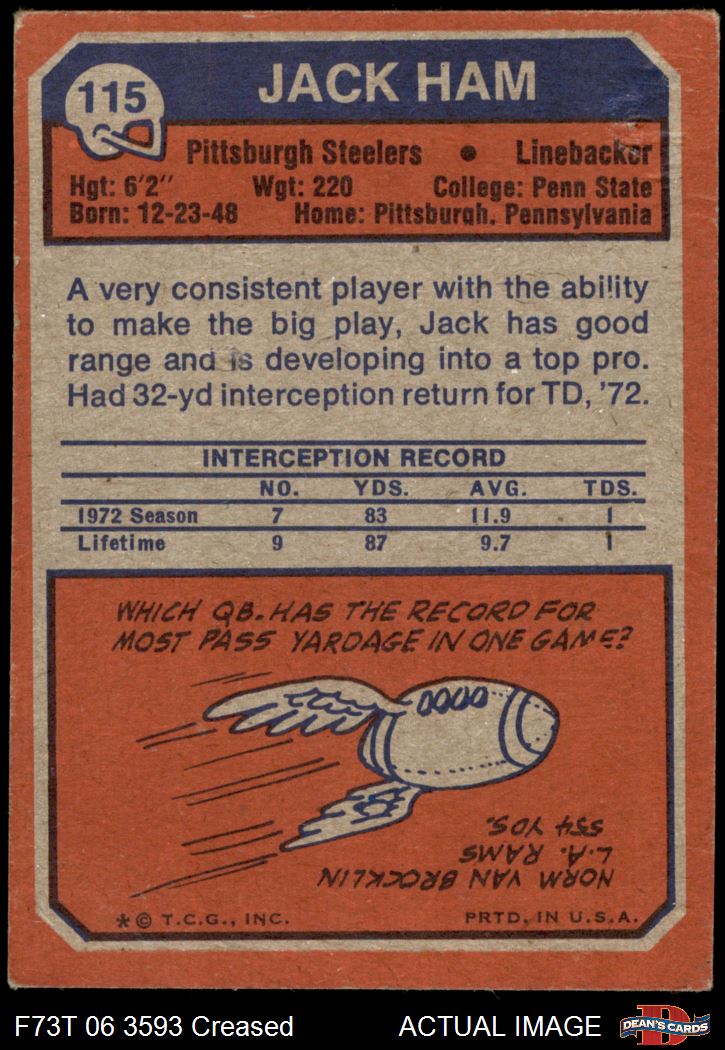 115
JACK HAM
Pittsburgh Steelers • Linebacker
Hgt: 6'2" Wgt: 220 College: Penn State
Born: 12-23-48 Home: Pittsburgh, Pennsylvania
A very consistent player with the ability
to make the big play, Jack has good
range and is developing into a top pro.
Had 32-yd interception return for TD, '72.
INTERCEPTION RECORD
NO. YDS. AVG. TDS.
1972 Season 7 83 11.9 1
Lifetime 9 87 9.7 1
WHICH QB. HAS THE RECORD FOR
MOST PASS YARDAGE IN ONE GAME?
NORM VAN BROCKLIN
L.A. RAMS
554 YDS.
* © T.C.G., INC. PRTD. IN U.S.A.
F73T 06 3593 Creased ACTUAL IMAGE
D
DEAN'S CARDS